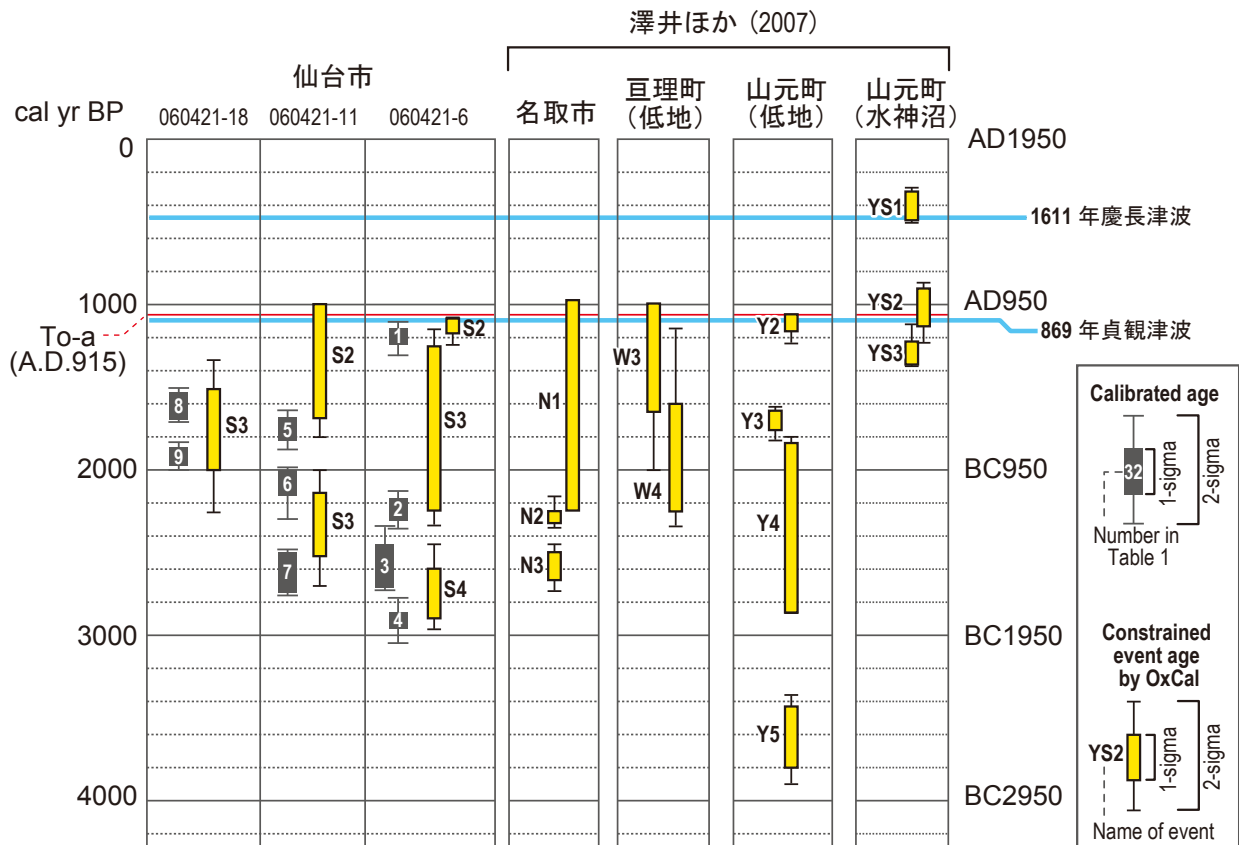 澤井ほか（2007）
仙台市
cal yr BP
060421-18
060421-11
060421-6
名取市
亘理町
（低地）
山元町
（低地）
山元町
（水神沼）
0
AD1950
YS1
1611 年慶長津波
1000
AD950
YS2
To-a
(A.D.915)
869 年貞観津波
1
S2
Y2
YS3
S2
W3
8
S3
5
S3
N1
Y3
9
2000
BC950
6
2
W4
N2
Y4
S3
7
3
N3
S4
4
3000
BC1950
Y5
4000
BC2950
Calibrated age
32
1-sigma
2-sigma
Number in
Table 1
Constrained
event age
by OxCal
YS2
1-sigma
2-sigma
Name of event